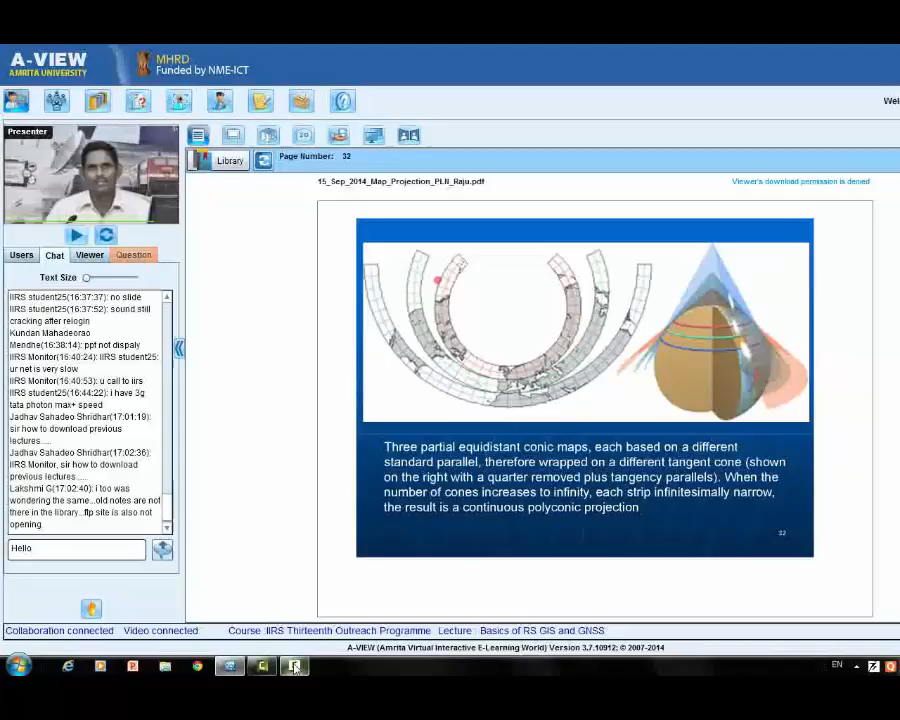 A-VIEW
AMRITA UNIVERSITY
MHRD
Funded by NME-ICT
Wel
Presenter
Library
Page Number: 32
15_Sep_2014_Map_Projection_PLN_Raju.pdf
Viewer's download permission is denied
Users
Chat
Viewer
Question
Text Size
IIRS student25(16:37:37): no slide
IIRS student25(16:37:52): sound still
cracking after relogin
Kundan Mahadeorao
Mendhe(16:38:14): ppt not dispaly
IIRS Monitor(16:40:24): IIRS student25:
ur net is very slow
IIRS Monitor(16:40:53): u call to iirs
IIRS student25(16:44:22): i have 3g
tata photon max+ speed
Jadhav Sahadeo Shridhar(17:01:19):
sir how to download previous
lectures.....
Jadhav Sahadeo Shridhar(17:02:36):
IIRS Monitor, sir how to download
previous lectures....
Lakshmi G(17:02:40): i too was
wondering the same...old notes are not
there in the library...ftp site is also not
opening
Hello
Three partial equidistant conic maps, each based on a different
standard parallel, therefore wrapped on a different tangent cone (shown
on the right with a quarter removed plus tangency parallels). When the
number of cones increases to infinity, each strip infinitesimally narrow,
the result is a continuous polyconic projection
32
Collaboration connected Video connected Course :IIRS Thirteenth Outreach Programme Lecture : Basics of RS GIS and GNSS
A-VIEW (Amrita Virtual Interactive E-Learning World) Version 3.7.10912; © 2007-2014
EN